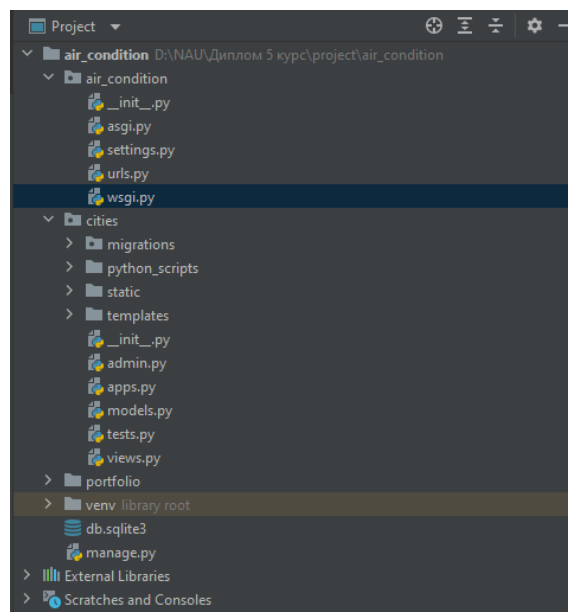 Project
air_condition D:\NAU\Диплом 5 курс\project\air_condition
air_condition
__init__.py
asgi.py
settings.py
urls.py
wsgi.py
cities
migrations
python_scripts
static
templates
__init__.py
admin.py
apps.py
models.py
tests.py
views.py
portfolio
venv library root
db.sqlite3
manage.py
External Libraries
Scratches and Consoles